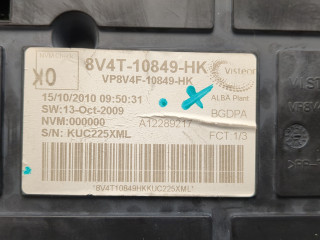 8V4T-10849-HK
VP8V4F-10849-HK
OK
Visteon
15/10/2010 09:50:31
ALBA Plant
SW:13-Oct-2009
BGDPA
NVM:000000
A12289217
S/N: KUC225XML
FCT 1/3
*8V4T10849HKKUC225XML*